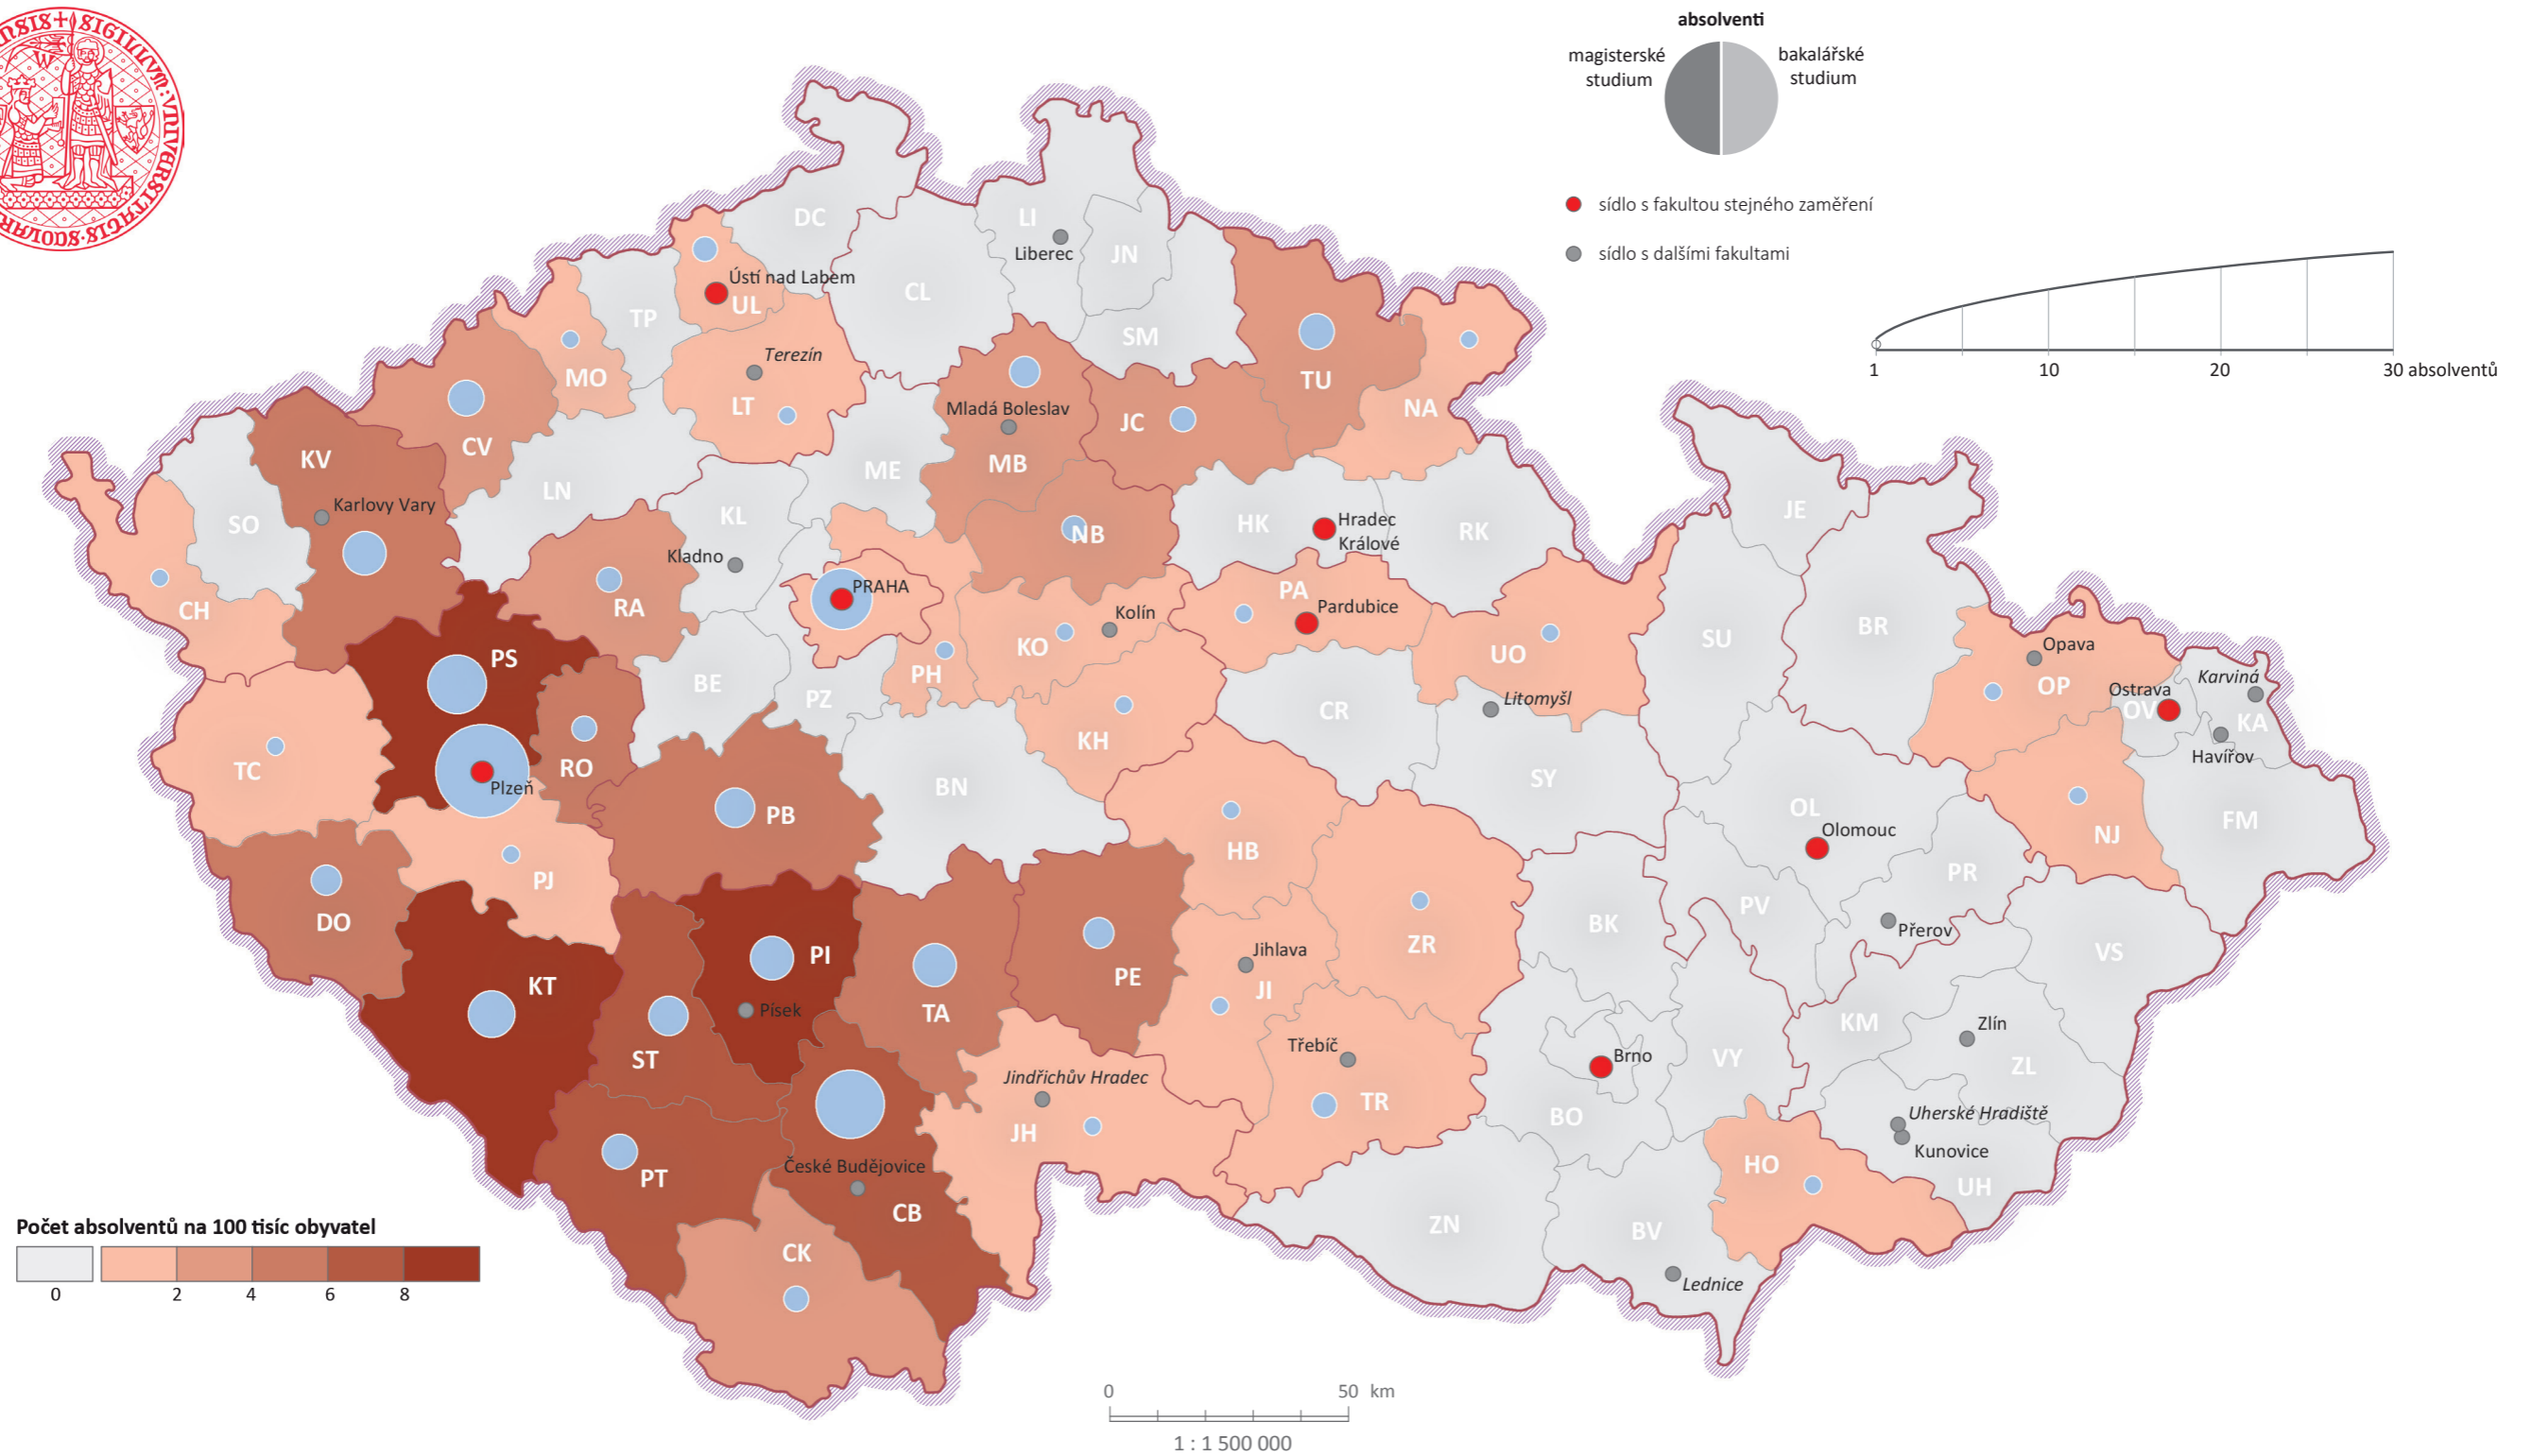 SIGILLVM:VNIVERSITATIS·SCOLARIVM
absolventi
magisterské
studium
bakalářské
studium
sídlo s fakultou stejného zaměření
sídlo s dalšími fakultami
1
10
20
30 absolventů
DC
LI
Liberec
JN
Ústí nad Labem
UL
CL
TP
SM
Terezín
MO
LT
TU
NA
Mladá Boleslav
JC
CV
KV
MB
ME
LN
Karlovy Vary
SO
KL
NB
HK
Hradec
Králové
RK
JE
Kladno
PRAHA
CH
RA
Kolín
PA
Pardubice
KO
UO
SU
BR
Opava
PS
BE
PZ
PH
OP
Karviná
Ostrava
OV
KA
Litomyšl
CR
KH
Havířov
TC
RO
Plzeň
BN
SY
PB
OL
Olomouc
NJ
FM
HB
PJ
PR
DO
PV
BK
Přerov
ZR
VS
PI
Jihlava
PE
KT
JI
Písek
TA
KM
Zlín
ST
Třebíč
Brno
VY
ZL
Jindřichův Hradec
TR
BO
Uherské Hradiště
JH
Kunovice
České Budějovice
HO
PT
UH
CB
ZN
BV
CK
Lednice
Počet absolventů na 100 tisíc obyvatel
0
2
4
6
8
0
50 km
1 : 1 500 000